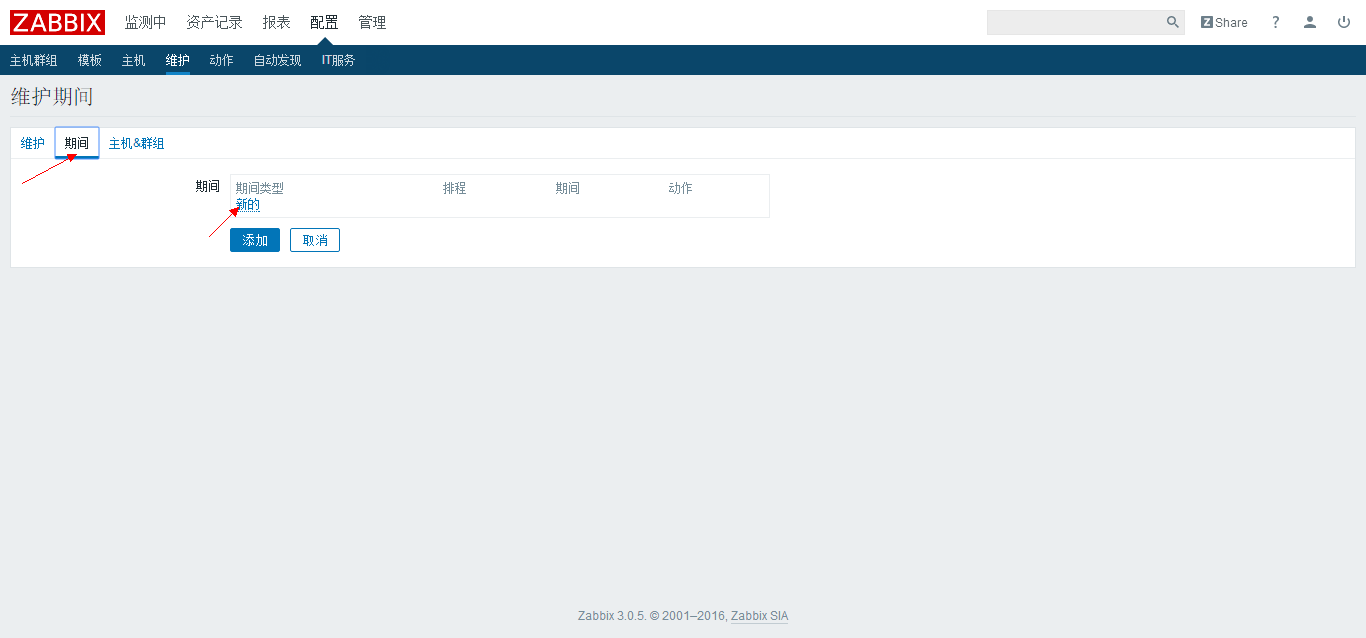 ZABBIX 监测中 资产记录 报表 配置 管理 Z Share ?
主机群组 模板 主机 维护 动作 自动发现 IT服务
维护期间
维护 期间 主机&群组
期间 期间类型 排程 期间 动作
新的
添加 取消
Zabbix 3.0.5. © 2001–2016, Zabbix SIA